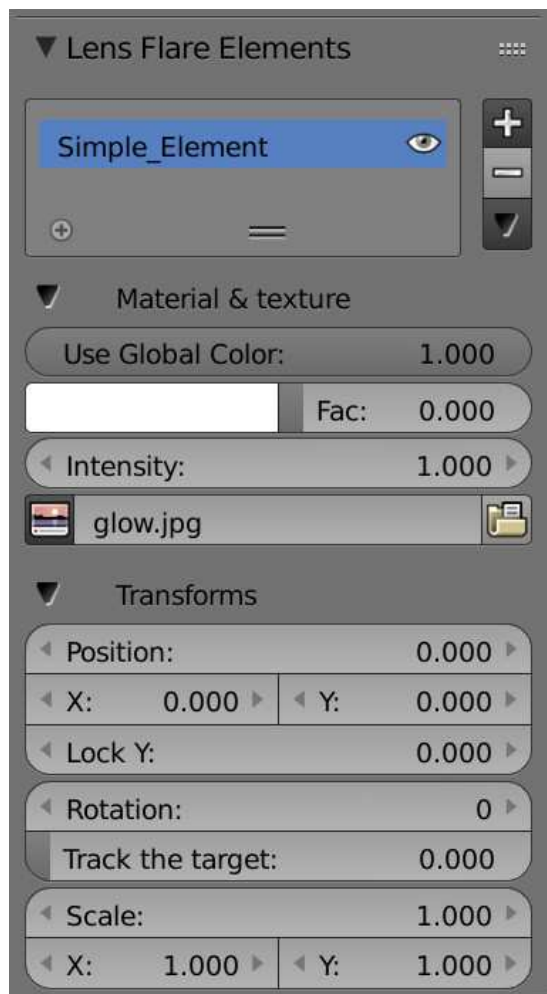 Lens Flare Elements
Simple_Element
Material & texture
Use Global Color: 1.000
Fac: 0.000
Intensity: 1.000
glow.jpg
Transforms
Position: 0.000
X: 0.000 Y: 0.000
Lock Y: 0.000
Rotation: 0
Track the target: 0.000
Scale: 1.000
X: 1.000 Y: 1.000